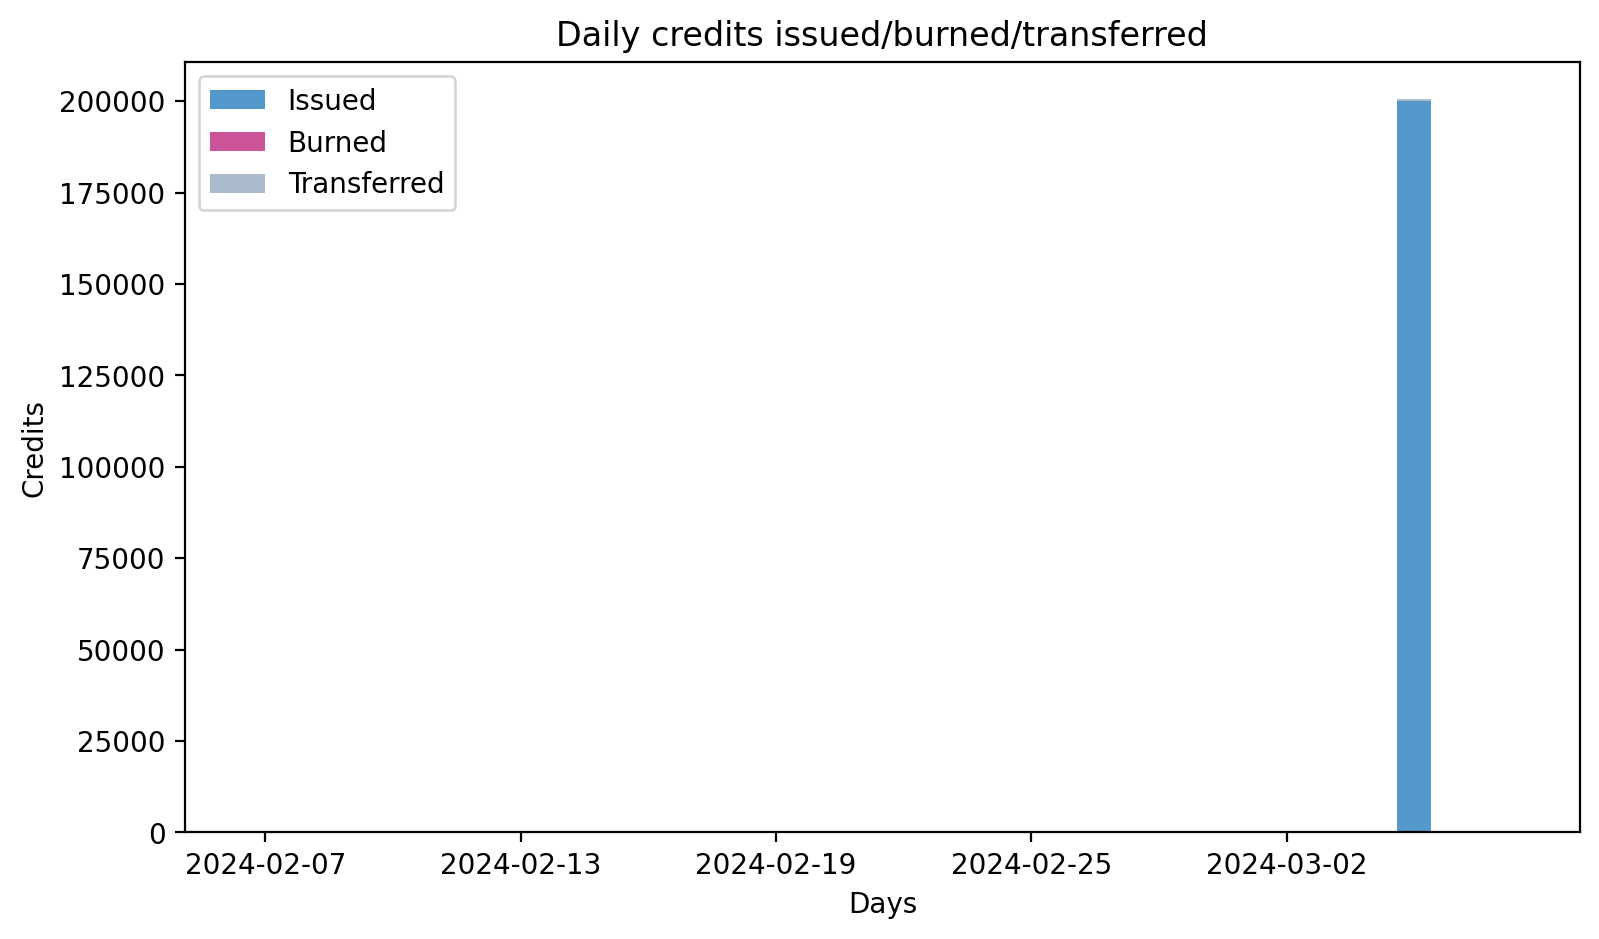 Daily credits issued/burned/transferred
Issued
Burned
Transferred
200000
175000
150000
125000
100000
75000
50000
25000
0
Credits
2024-02-07 2024-02-13 2024-02-19 2024-02-25 2024-03-02
Days